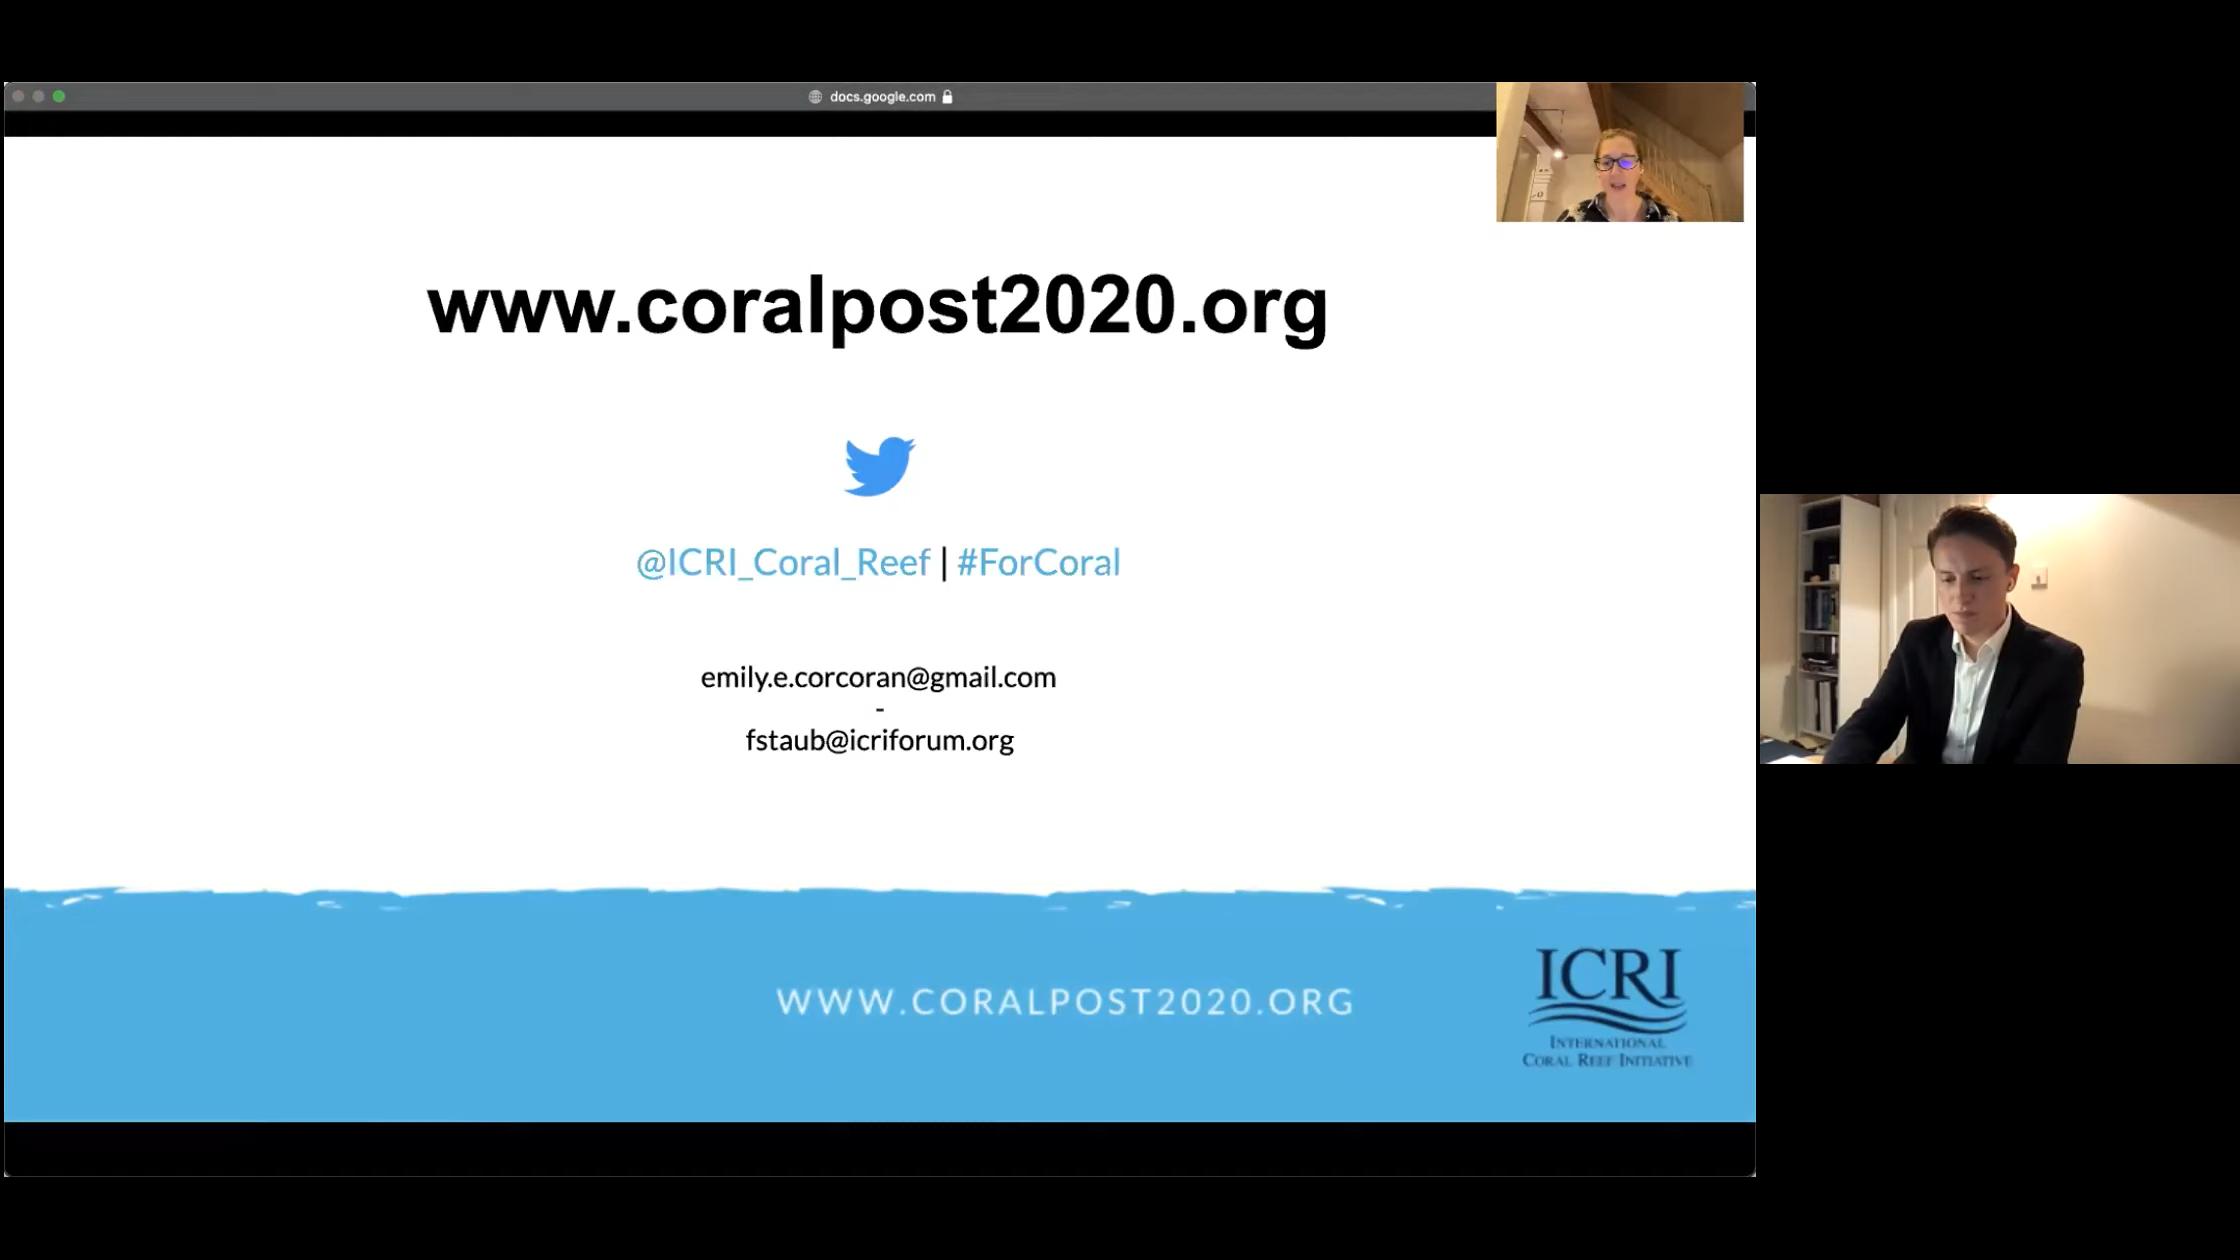 docs.google.com
www.coralpost2020.org
@ICRI_Coral_Reef | #ForCoral
emily.e.corcoran@gmail.com
-
fstaub@icriforum.org
WWW.CORALPOST2020.ORG
ICRI
INTERNATIONAL
CORAL REEF INITIATIVE